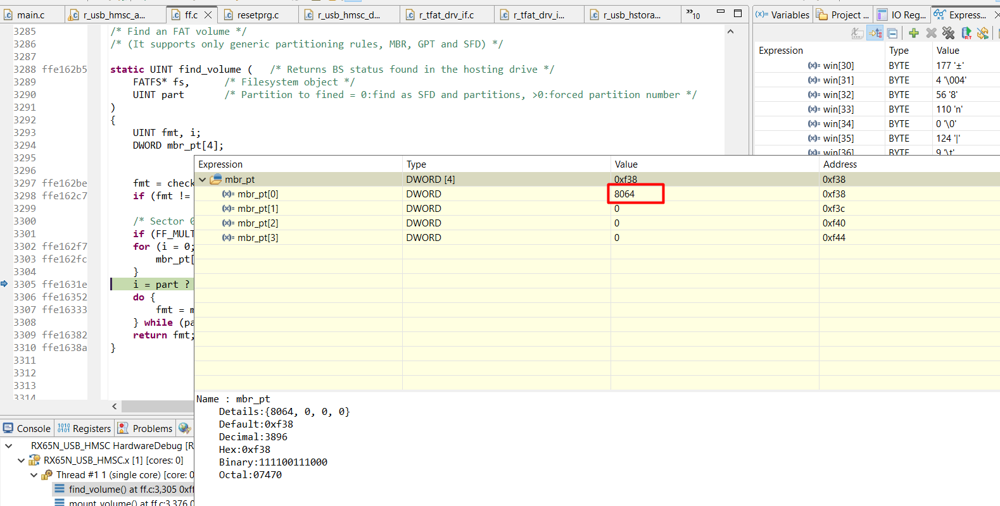 main.c
r_usb_hmsc_a...
ff.c
resetprg.c
r_usb_hmsc_d...
r_tfat_drv_if.c
r_tfat_drv_i...
r_usb_hstora...
»10
(x)= Variables
Project ...
IO Reg...
Express...
3285 /* Find an FAT volume */
3286 /* (It supports only generic partitioning rules, MBR, GPT and SFD) */
3287
3288 ffe162b5 static UINT find_volume ( /* Returns BS status found in the hosting drive */
3289 FATFS* fs, /* Filesystem object */
3290 UINT part /* Partition to fined = 0:find as SFD and partitions, >0:forced partition number */
3291 )
3292 {
3293 UINT fmt, i;
3294 DWORD mbr_pt[4];
3295
3296
3297 ffe162be fmt = check
3298 ffe162c7 if (fmt !=
3299
3300 /* Sector 0
3301 if (FF_MULT
3302 ffe162f7 for (i = 0;
3303 ffe162fc mbr_pt[
3304 }
3305 ffe1631e i = part ?
3306 ffe16352 do {
3307 ffe16333 fmt = m
3308 } while (pa
3309 ffe16382 return fmt;
3310 ffe1638a }
3311
3312
3313
3314
Expression Type Value
(x)= win[30] BYTE 177 '±'
(x)= win[31] BYTE 4 '\004'
(x)= win[32] BYTE 56 '8'
(x)= win[33] BYTE 110 'n'
(x)= win[34] BYTE 0 '\0'
(x)= win[35] BYTE 124 '|'
(x)= win[36] BYTE 9 '\t'
Expression Type Value Address
mbr_pt DWORD [4] 0xf38 0xf38
(x)= mbr_pt[0] DWORD 8064 0xf38
(x)= mbr_pt[1] DWORD 0 0xf3c
(x)= mbr_pt[2] DWORD 0 0xf40
(x)= mbr_pt[3] DWORD 0 0xf44
Name : mbr_pt
Details:{8064, 0, 0, 0}
Default:0xf38
Decimal:3896
Hex:0xf38
Binary:111100111000
Octal:07470
Console
1010 0101 Registers
Problems
RX65N_USB_HMSC HardwareDebug [R
RX65N_USB_HMSC.x [1] [cores: 0]
Thread #1 1 (single core) [core: 0
find_volume() at ff.c:3,305 0xff
mount_volume() at ff.c:3,376 0